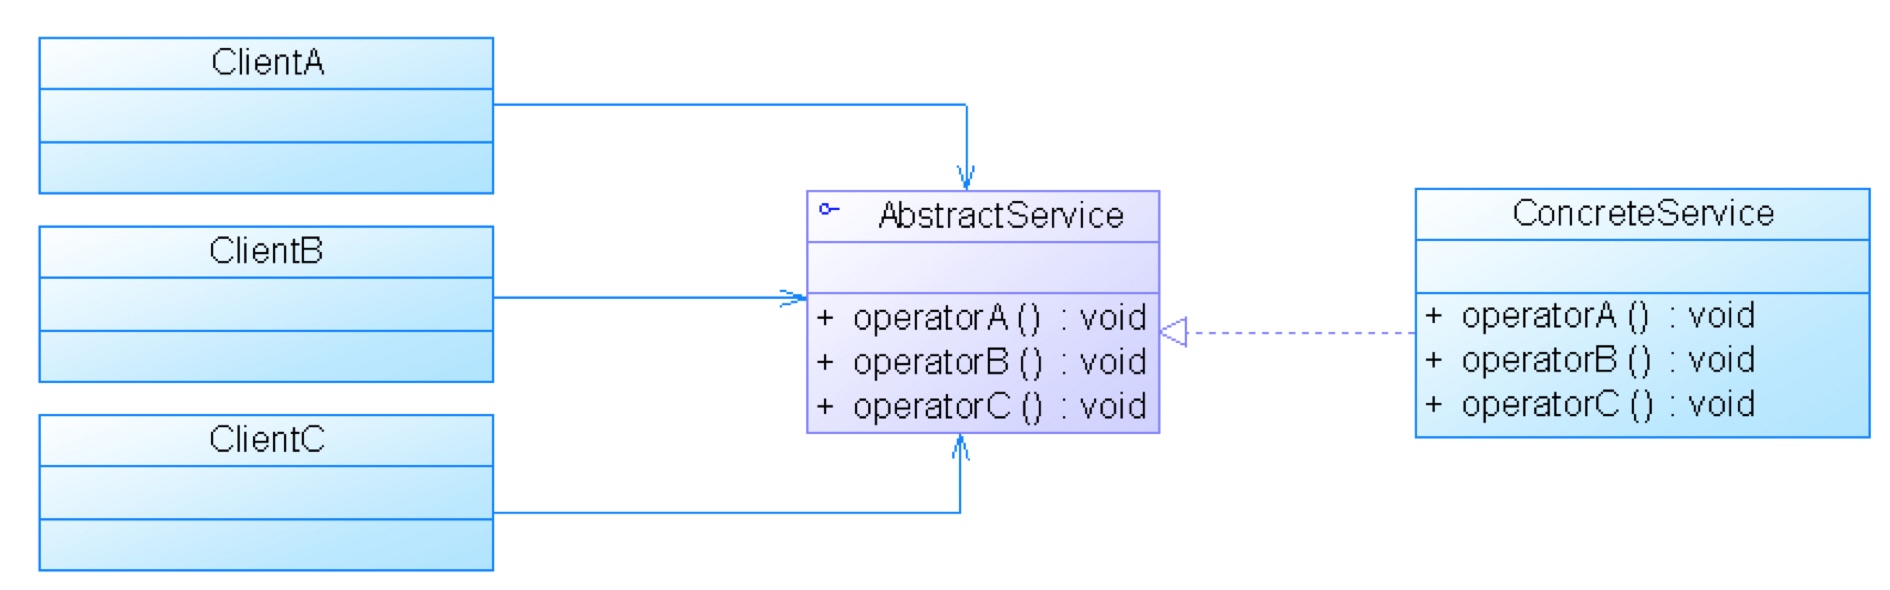 ClientA
ClientB
ClientC
AbstractService
+ operatorA () : void
+ operatorB () : void
+ operatorC () : void
ConcreteService
+ operatorA () : void
+ operatorB () : void
+ operatorC () : void